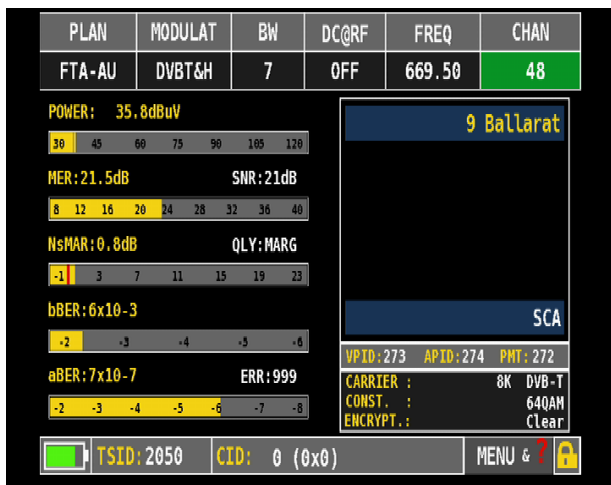 PLAN MODULAT BW DC@RF FREQ CHAN
FTA-AU DVBT&H 7 OFF 669.50 48
POWER: 35.8dBuV
30 45 60 75 90 105 120
MER:21.5dB SNR:21dB
8 12 16 20 24 28 32 36 40
NsMAR:0.8dB QLY:MARG
-1 3 7 11 15 19 23
bBER:6x10-3
-2 -3 -4 -5 -6
aBER:7x10-7 ERR:999
-2 -3 -4 -5 -6 -7 -8
9 Ballarat
SCA
VPID:273 APID:274 PMT:272
CARRIER : 8K DVB-T
CONST. : 64QAM
ENCRYPT.: Clear
TSID:2050 CID: 0 (0x0) MENU & ?